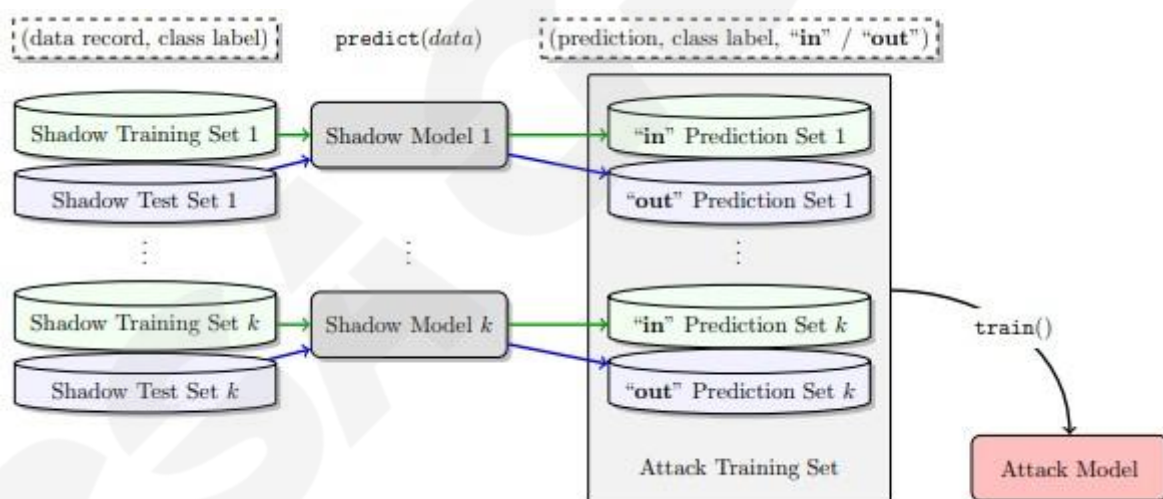 (data record, class label)
predict(data)
(prediction, class label, “in” / “out”)
Shadow Training Set 1
Shadow Model 1
“in” Prediction Set 1
Shadow Test Set 1
“out” Prediction Set 1
⋮ ⋮ ⋮
Shadow Training Set k
Shadow Model k
“in” Prediction Set k
train()
Shadow Test Set k
“out” Prediction Set k
Attack Training Set
Attack Model